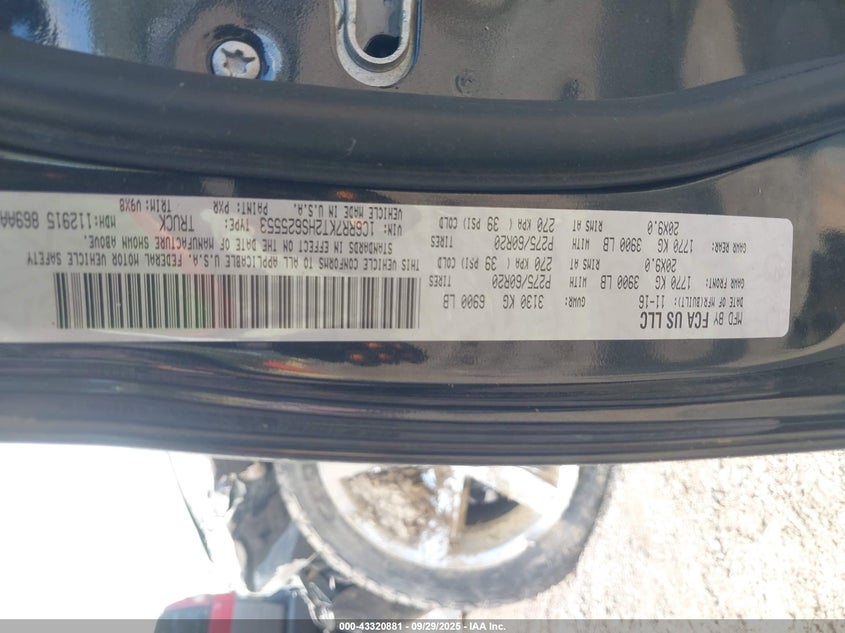 MFD BY FCA US LLC
DATE OF MFR(BUILT): 11-16 GVWR: 3130 KG 6900 LB
GAWR FRONT: 1770 KG 3900 LB WITH P275/60R20 TIRES
20X9.0 RIMS AT 270 KPA ( 39 PSI) COLD
GAWR REAR: 1770 KG 3900 LB WITH P275/60R20 TIRES
20X9.0 RIMS AT 270 KPA ( 39 PSI) COLD
THIS VEHICLE CONFORMS TO ALL APPLICABLE FEDERAL MOTOR VEHICLE SAFETY
STANDARDS IN EFFECT ON THE DATE OF MANUFACTURE SHOWN ABOVE.
VIN: 1C6RR7KT2HS625553 TYPE: TRUCK MDH:112915 869AA
VEHICLE MADE IN U.S.A. PAINT: PXR TRIM: V9X8
000-43320881 - 09/29/2025 - IAA Inc.